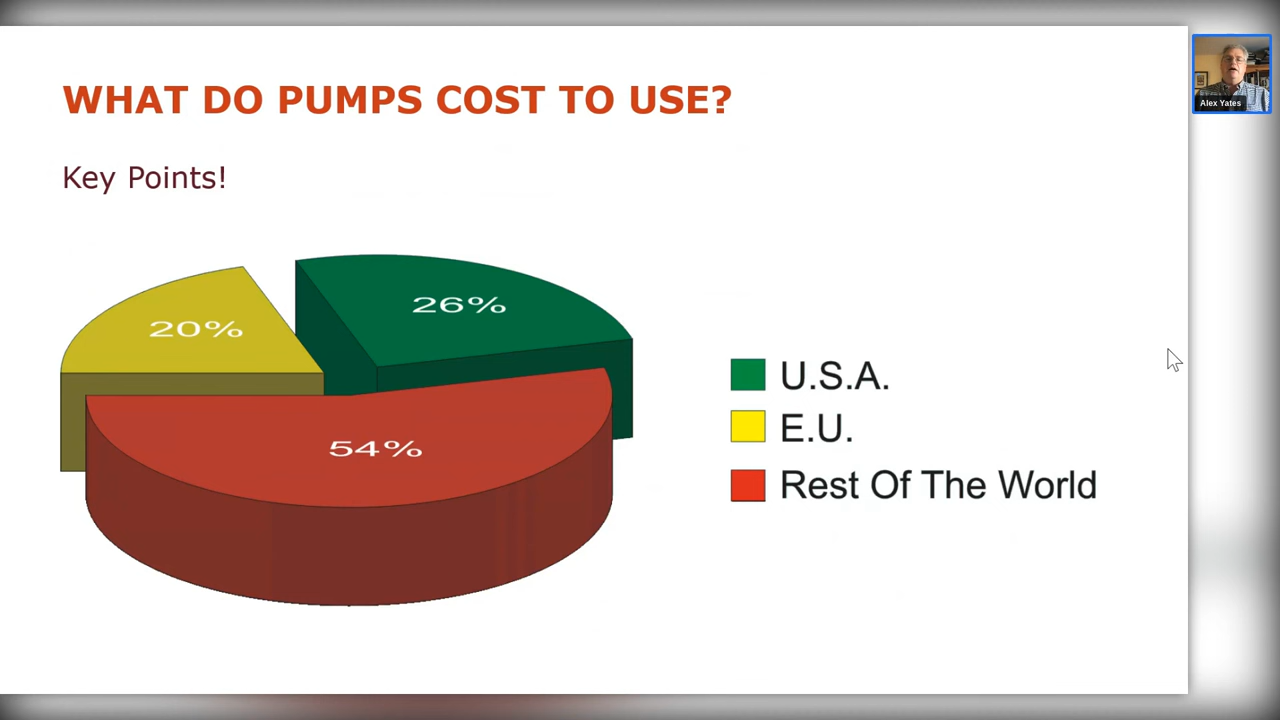 WHAT DO PUMPS COST TO USE?
Key Points!
26%
20%
54%
U.S.A.
E.U.
Rest Of The World
Alex Yates